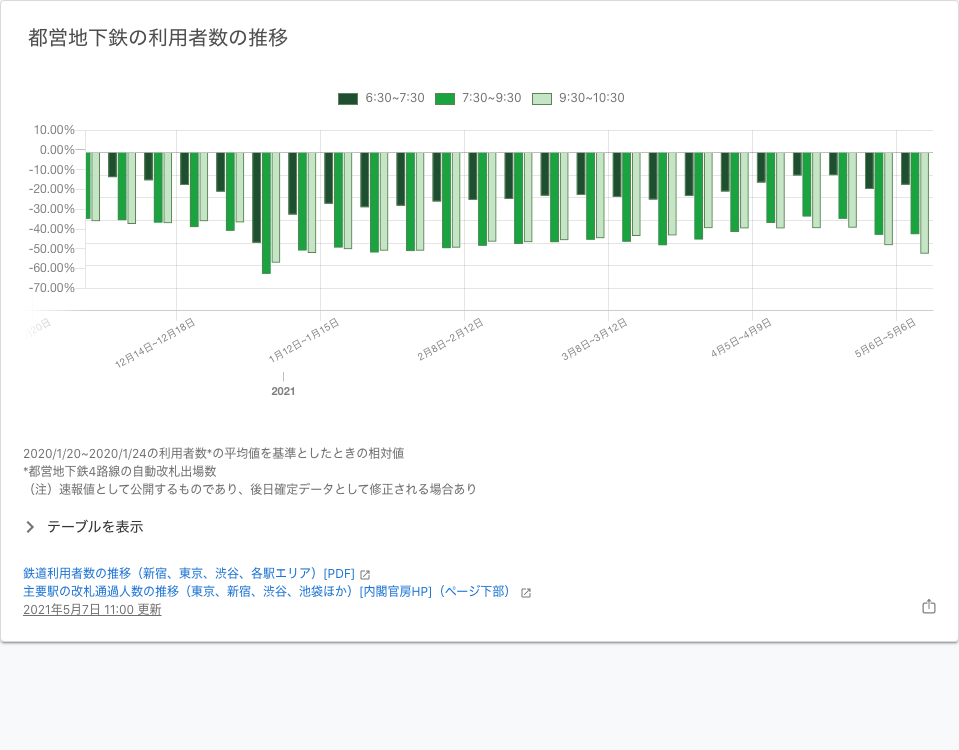 都営地下鉄の利用者数の推移
6:30~7:30 7:30~9:30 9:30~10:30
10.00%
0.00%
-10.00%
-20.00%
-30.00%
-40.00%
-50.00%
-60.00%
-70.00%
12月14日~12月18日
1月12日~1月15日
2月8日~2月12日
3月8日~3月12日
4月5日~4月9日
5月6日~5月6日
2021
2020/1/20~2020/1/24の利用者数*の平均値を基準としたときの相対値
*都営地下鉄4路線の自動改札出場数
（注）速報値として公開するものであり、後日確定データとして修正される場合あり
テーブルを表示
鉄道利用者数の推移（新宿、東京、渋谷、各駅エリア）[PDF]
主要駅の改札通過人数の推移（東京、新宿、渋谷、池袋ほか）[内閣官房HP]（ページ下部）
2021年5月7日 11:00 更新